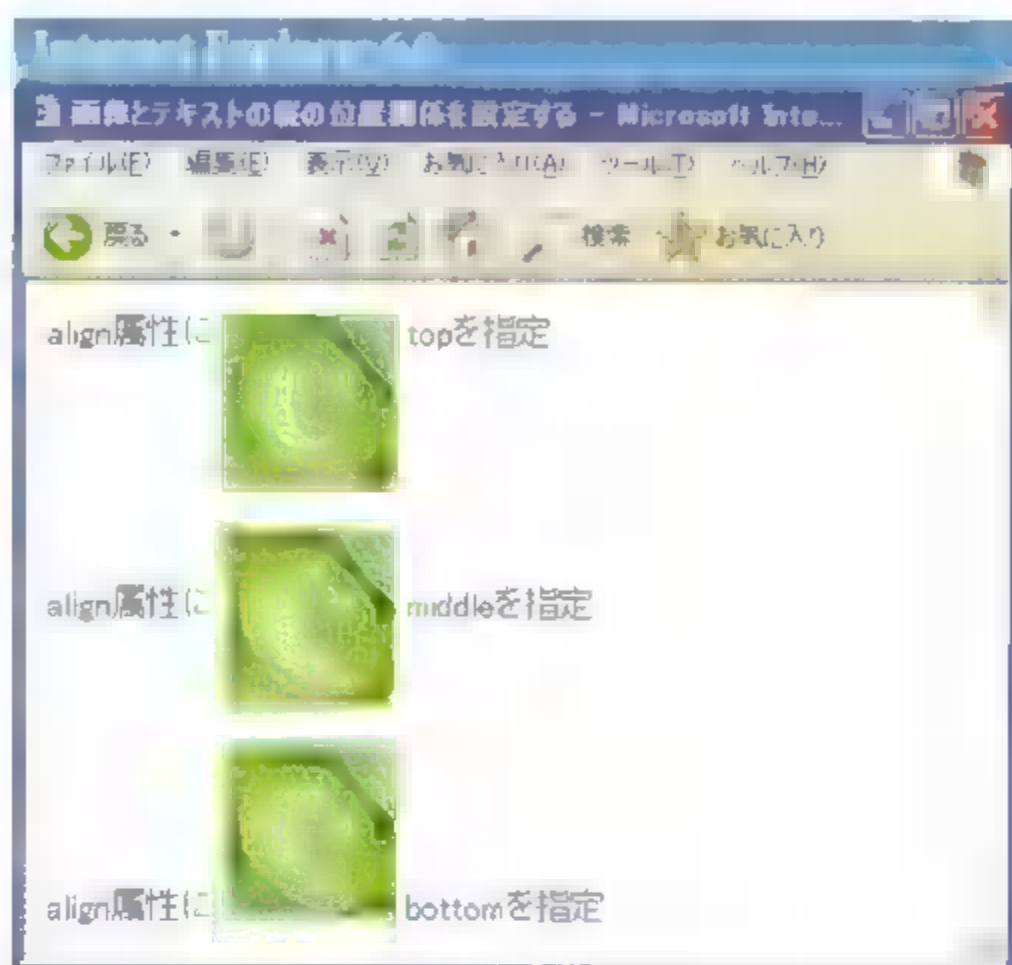 Internet Explorer 6.0
画像とテキストの縦の位置関係を設定する - Microsoft Inte...
ファイル(F) 編集(E) 表示(V) お気に入り(A) ツール(T) ヘルプ(H)
戻る 検索 お気に入り
align属性に topを指定
align属性に middleを指定
align属性に bottomを指定